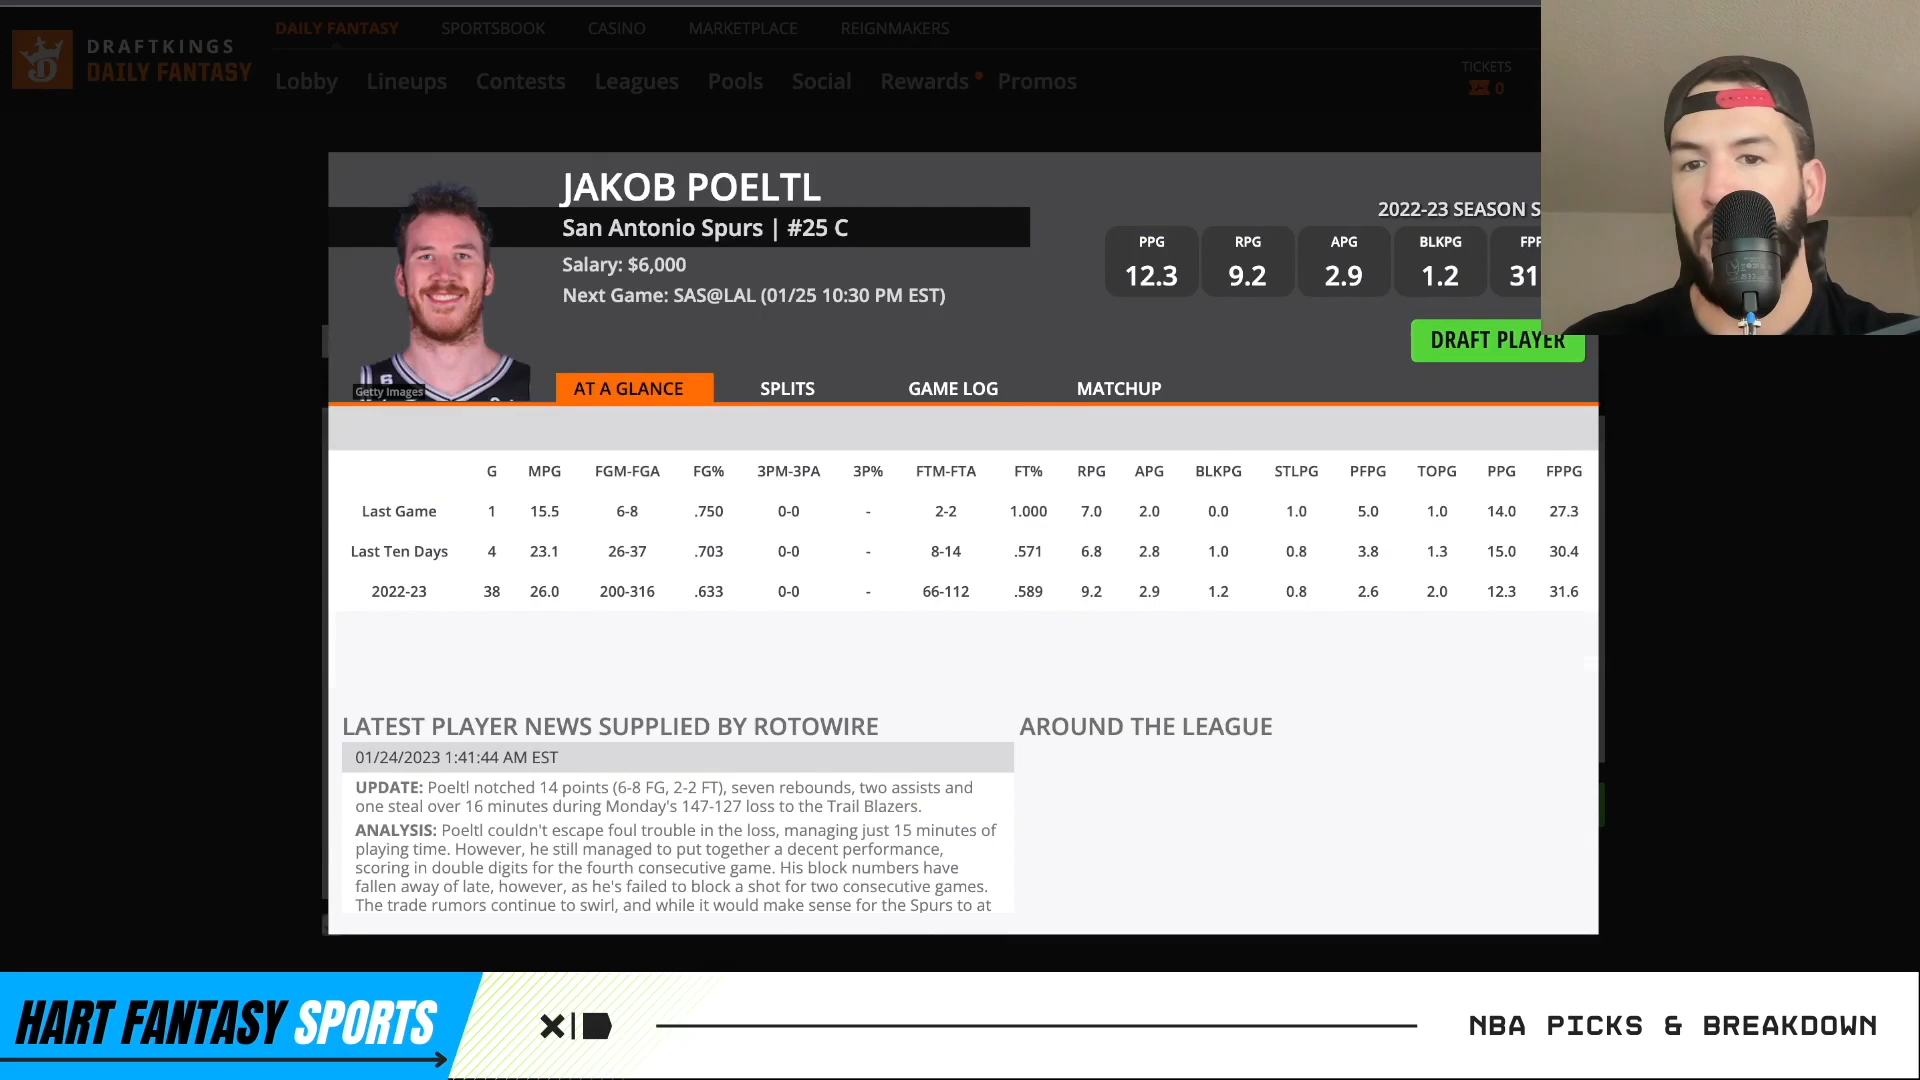 DAILY FANTASY SPORTSBOOK CASINO MARKETPLACE REIGNMAKERS
DRAFTKINGS
DAILY FANTASY
Lobby Lineups Contests Leagues Pools Social Rewards Promos
TICKETS
0
JAKOB POELTL
San Antonio Spurs | #25 C
Salary: $6,000
Next Game: SAS@LAL (01/25 10:30 PM EST)
2022-23 SEASON S
PPG RPG APG BLKPG FPP
12.3 9.2 2.9 1.2 31
DRAFT PLAYER
Getty Images
AT A GLANCE SPLITS GAME LOG MATCHUP
G MPG FGM-FGA FG% 3PM-3PA 3P% FTM-FTA FT% RPG APG BLKPG STLPG PFPG TOPG PPG FPPG
Last Game 1 15.5 6-8 .750 0-0 - 2-2 1.000 7.0 2.0 0.0 1.0 5.0 1.0 14.0 27.3
Last Ten Days 4 23.1 26-37 .703 0-0 - 8-14 .571 6.8 2.8 1.0 0.8 3.8 1.3 15.0 30.4
2022-23 38 26.0 200-316 .633 0-0 - 66-112 .589 9.2 2.9 1.2 0.8 2.6 2.0 12.3 31.6
LATEST PLAYER NEWS SUPPLIED BY ROTOWIRE
01/24/2023 1:41:44 AM EST
UPDATE: Poeltl notched 14 points (6-8 FG, 2-2 FT), seven rebounds, two assists and
one steal over 16 minutes during Monday's 147-127 loss to the Trail Blazers.
ANALYSIS: Poeltl couldn't escape foul trouble in the loss, managing just 15 minutes of
playing time. However, he still managed to put together a decent performance,
scoring in double digits for the fourth consecutive game. His block numbers have
fallen away of late, however, as he's failed to block a shot for two consecutive games.
The trade rumors continue to swirl, and while it would make sense for the Spurs to at
AROUND THE LEAGUE
HART FANTASY SPORTS
NBA PICKS & BREAKDOWN